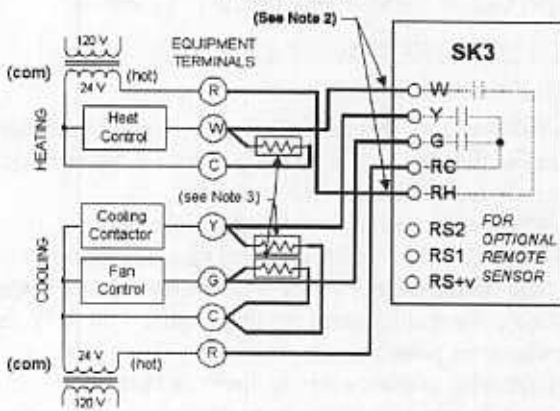 (See Note 2)
120 V
EQUIPMENT
TERMINALS
SK3
(com)
(hot)
24 V
R
W
Heat
Control
W
HEATING
Y
G
C
RC
(see Note 3)
RH
Cooling
Contactor
Y
RS2
FOR
OPTIONAL
REMOTE
SENSOR
RS1
RS+v
COOLING
Fan
Control
G
C
24 V
(hot)
R
(com)
120 V